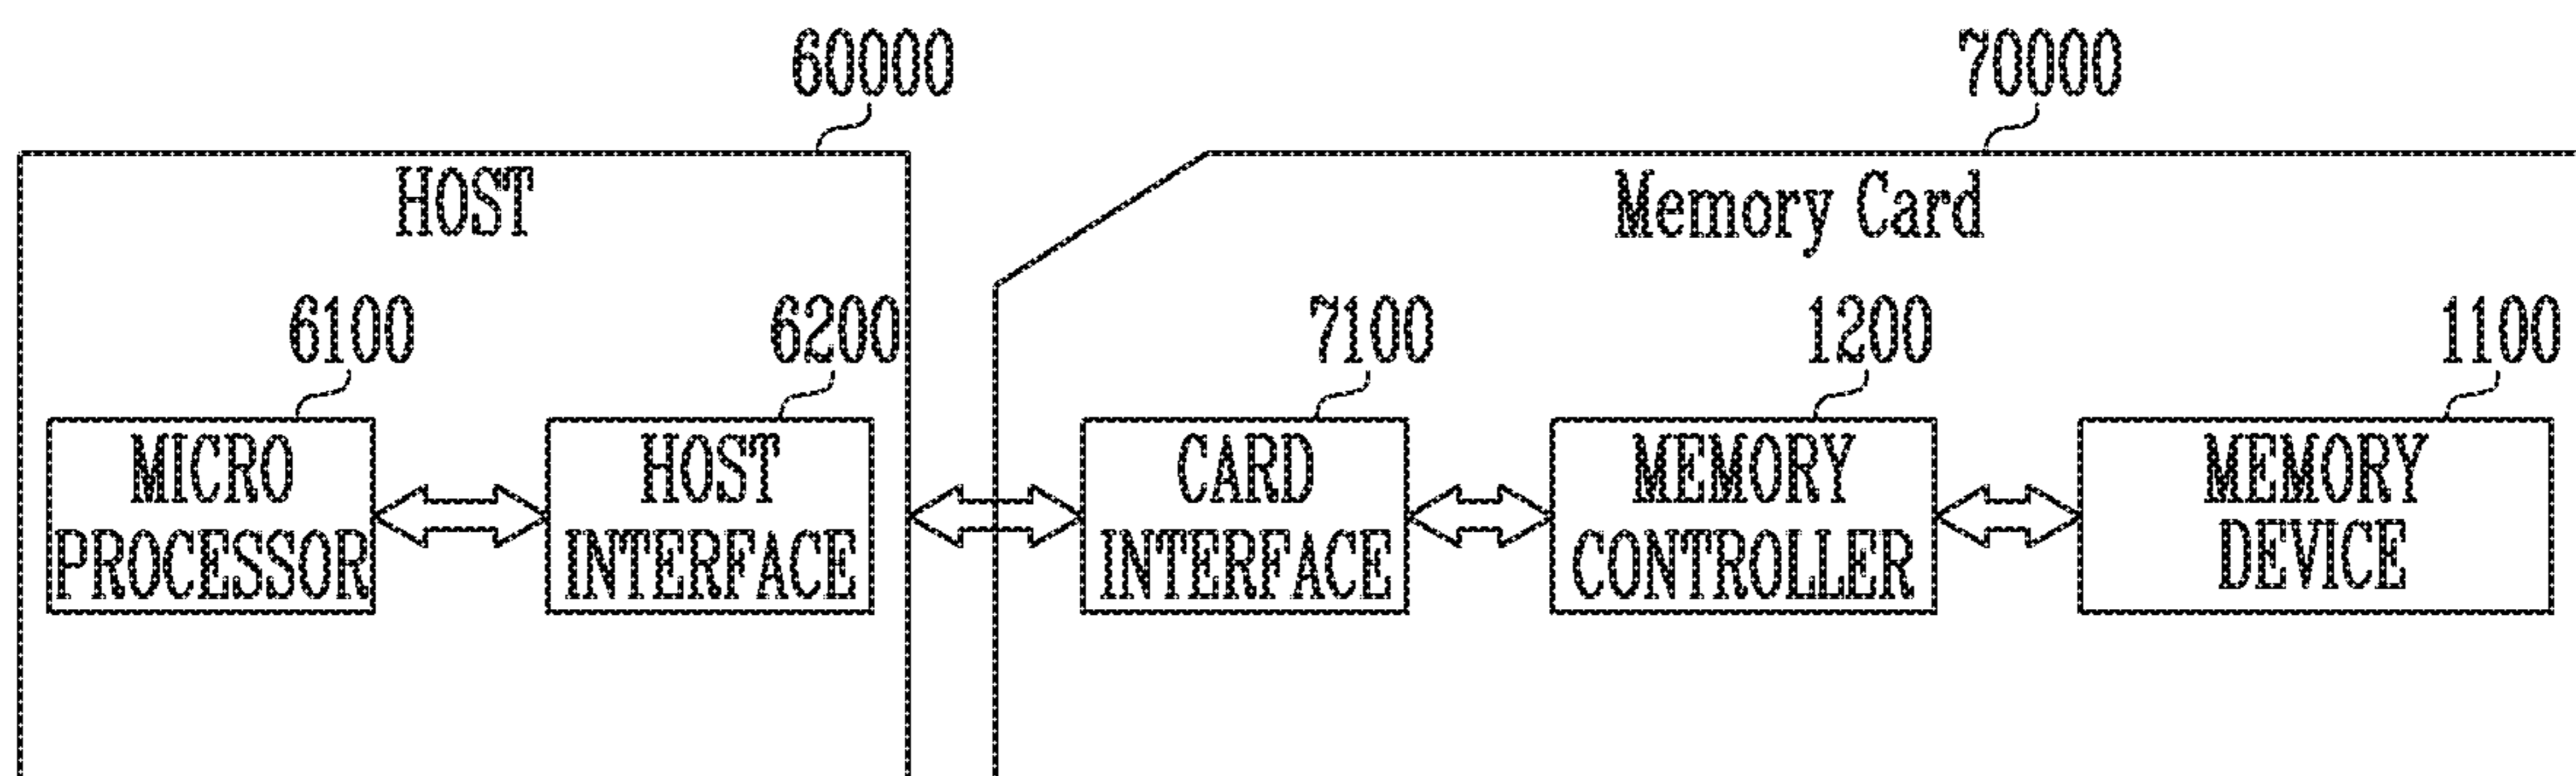 60000
70000
HOST
Memory Card
6100
6200
7100
1200
1100
MICRO
PROCESSOR
HOST
INTERFACE
CARD
INTERFACE
MEMORY
CONTROLLER
MEMORY
DEVICE